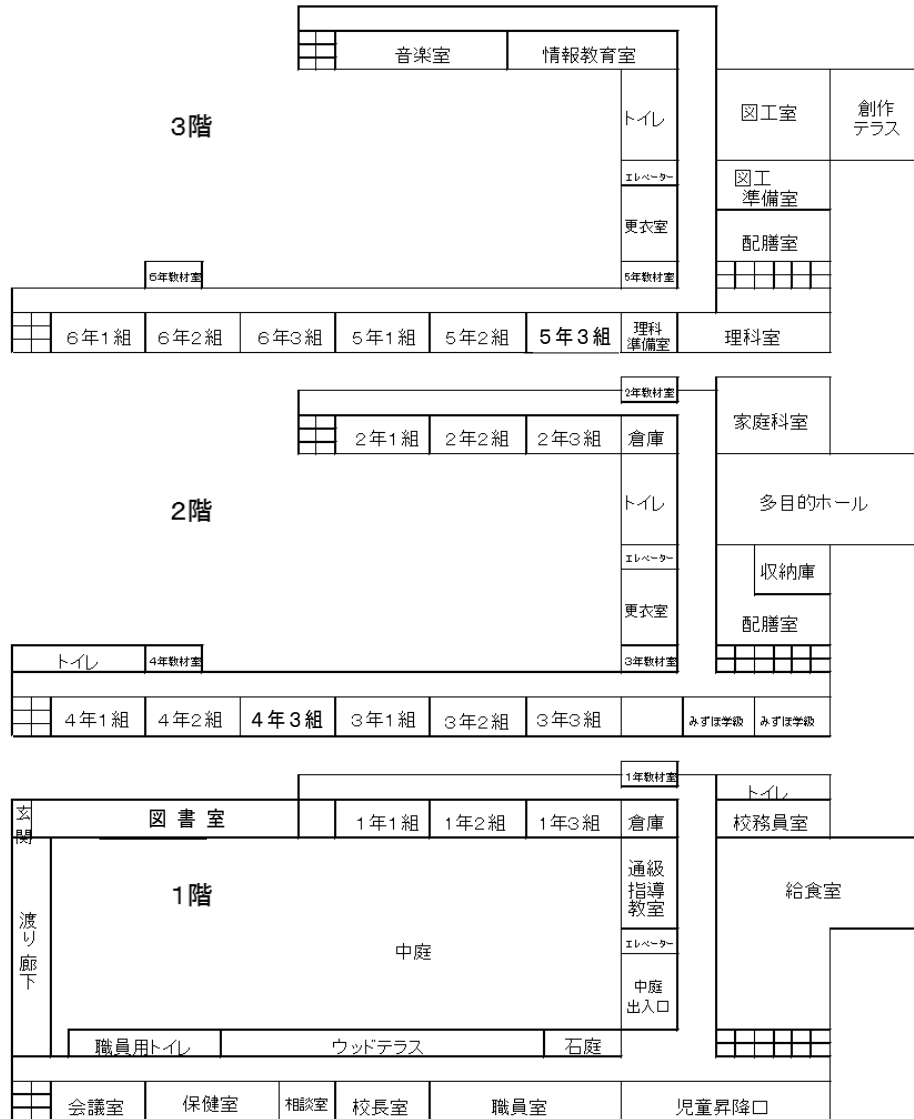 音楽室
情報教育室
3階
トイレ
図工室
創作
テラス
エレベーター
図工
準備室
更衣室
配膳室
6年教材室
5年教材室
6年1組
6年2組
6年3組
5年1組
5年2組
5年3組
理科
準備室
理科室
2年教材室
2年1組
2年2組
2年3組
倉庫
家庭科室
2階
トイレ
多目的ホール
エレベーター
収納庫
更衣室
配膳室
トイレ
4年教材室
3年教材室
4年1組
4年2組
4年3組
3年1組
3年2組
3年3組
みずほ学級
みずほ学級
1年教材室
トイレ
玄
関
図書室
1年1組
1年2組
1年3組
倉庫
校務員室
1階
通級
指導
教室
給食室
渡り廊下
中庭
エレベーター
中庭
出入口
職員用トイレ
ウッドテラス
石庭
会議室
保健室
相談室
校長室
職員室
児童昇降口